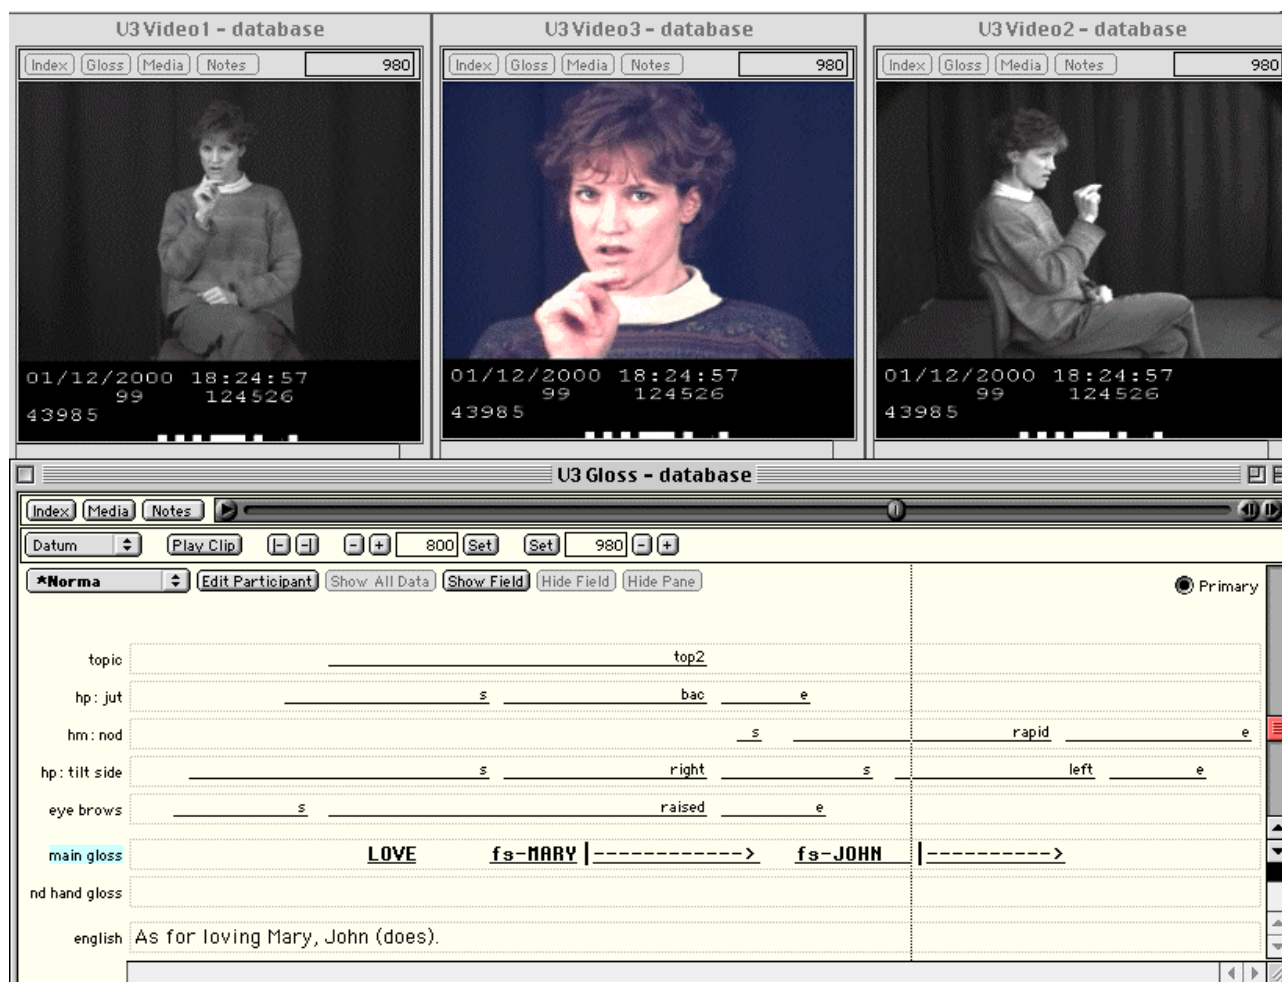 U3 Video1 - database
U3 Video3 - database
U3 Video2 - database
Index Gloss Media Notes 980
Index Gloss Media Notes 980
Index Gloss Media Notes 980
01/12/2000 18:24:57
99 124526
43985
01/12/2000 18:24:57
99 124526
43985
01/12/2000 18:24:57
99 124526
43985
U3 Gloss - database
Index Media Notes
Datum Play Clip |- -| - + 800 Set Set 980 - +
*Norma Edit Participant Show All Data Show Field Hide Field Hide Pane Primary
topic top2
hp: jut s bac e
hm: nod s rapid e
hp: tilt side s right s left e
eye brows s raised e
main gloss LOVE fs-MARY |------------> fs-JOHN |---------->
nd hand gloss
english As for loving Mary, John (does).